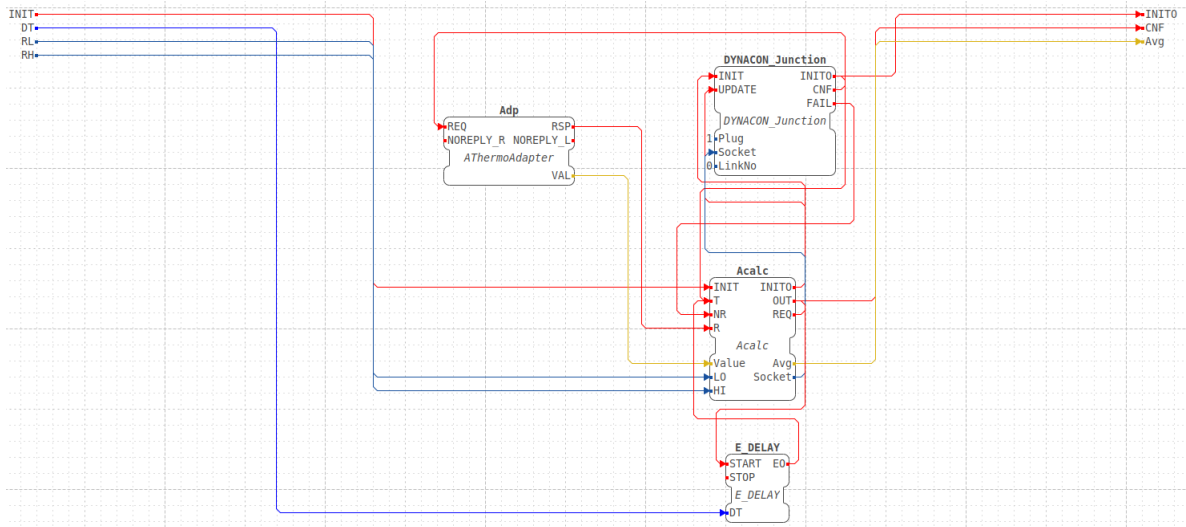 INIT
DT
RL
RH
INITO
CNF
Avg
DYNACON_Junction
INIT INITO
UPDATE CNF
FAIL
DYNACON_Junction
1 Plug
Socket
0 LinkNo
Adp
REQ RSP
NOREPLY_R NOREPLY_L
AThermoAdapter
VAL
Acalc
INIT INITO
T OUT
NR REQ
R
Acalc
Value Avg
LO Socket
HI
E_DELAY
START EO
STOP
E_DELAY
DT